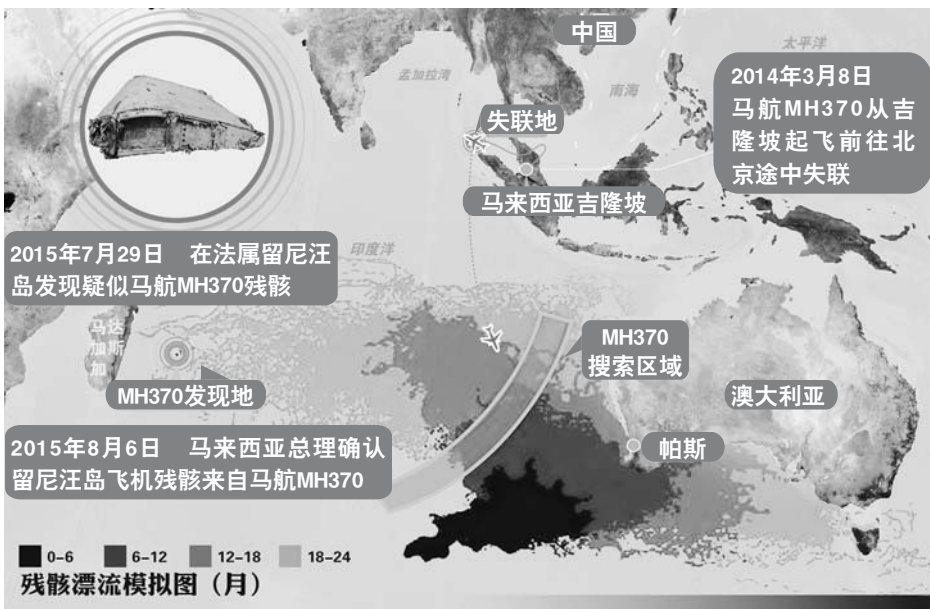 中国
太平洋
孟加拉湾
南海
2014年3月8日
马航MH370从吉
隆坡起飞前往北
京途中失联
失联地
马来西亚吉隆坡
2015年7月29日 在法属留尼汪
岛发现疑似马航MH370残骸
印度洋
马达
加斯
加
MH370
搜索区域
MH370发现地
澳大利亚
2015年8月6日 马来西亚总理确认
留尼汪岛飞机残骸来自马航MH370
帕斯
0-6 6-12 12-18 18-24
残骸漂流模拟图（月）